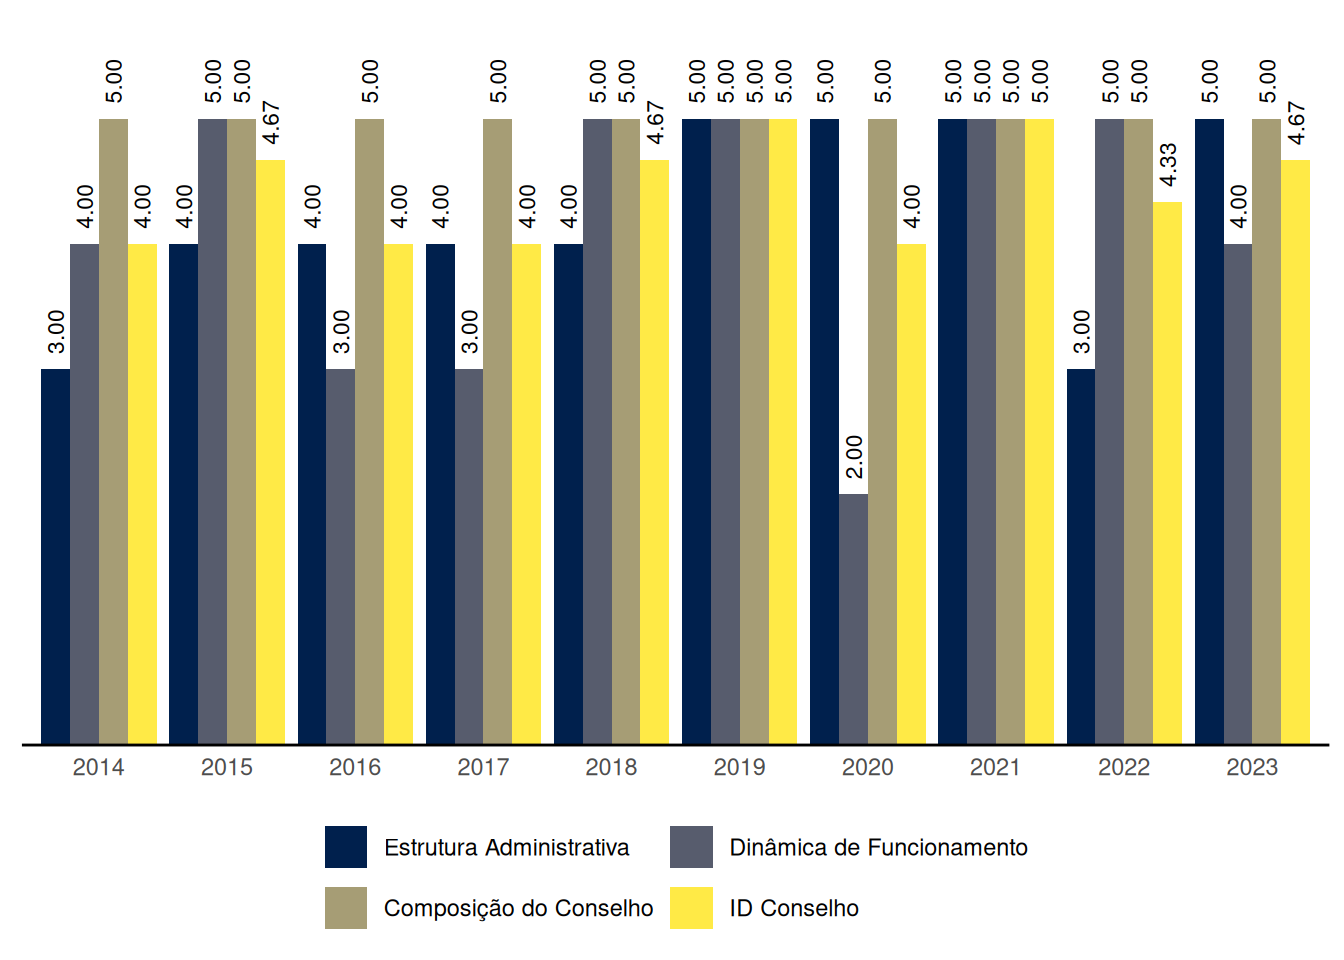 3.00 4.00 5.00 4.00 4.00 5.00 5.00 4.67 4.00 3.00 5.00 4.00 4.00 3.00 5.00 4.00 4.00 5.00 5.00 4.67 5.00 5.00 5.00 5.00 5.00 2.00 5.00 4.00 5.00 5.00 5.00 5.00 3.00 5.00 5.00 4.33 5.00 4.00 5.00 4.67
2014 2015 2016 2017 2018 2019 2020 2021 2022 2023
Estrutura Administrativa Dinâmica de Funcionamento
Composição do Conselho ID Conselho